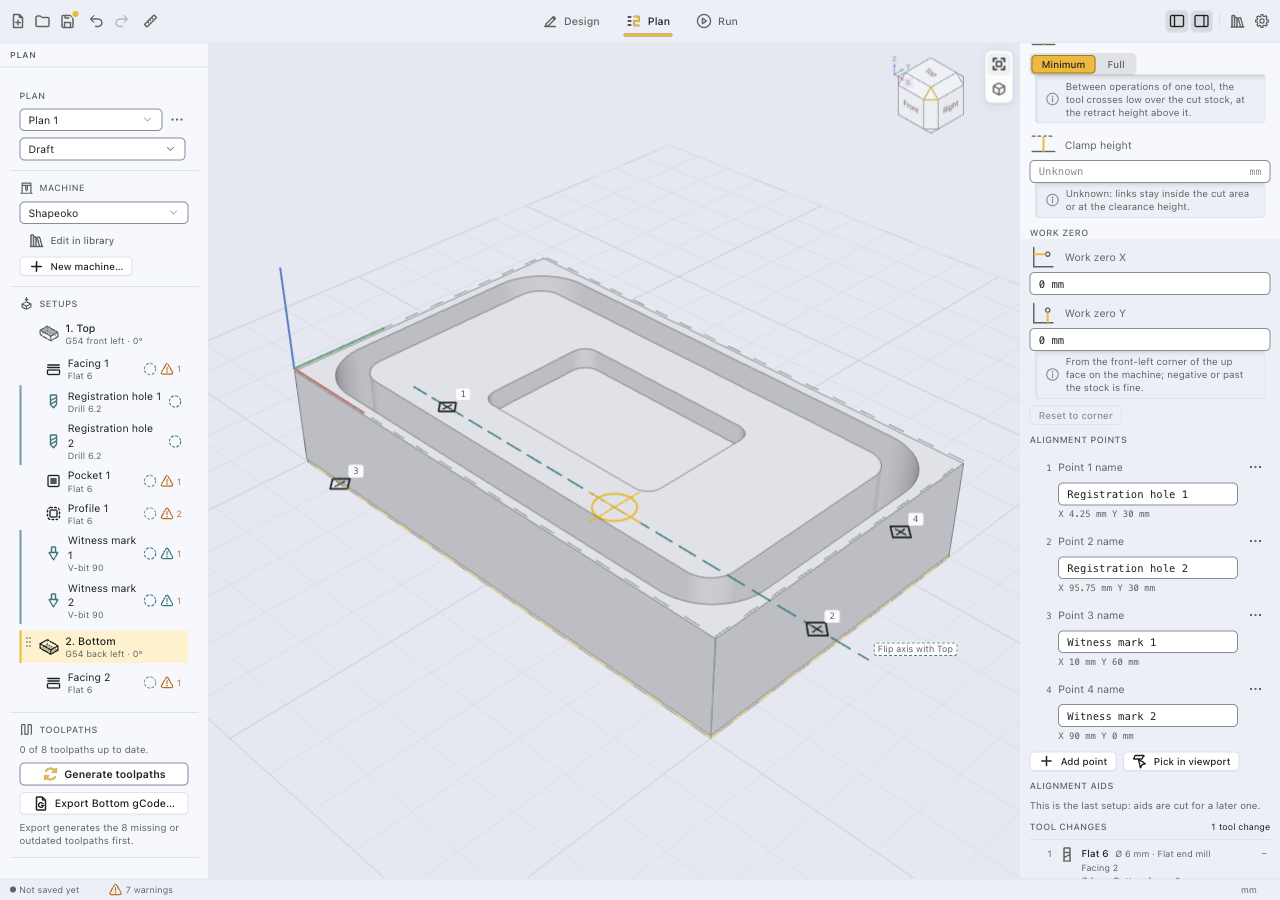 Design
Plan
Run
PLAN
PLAN
Plan 1
Draft
MACHINE
Shapeoko
Edit in library
New machine...
SETUPS
1. Top
G54 front left · 0°
Facing 1
1
Flat 6
Registration hole 1
Drill 6.2
Registration hole
2
Drill 6.2
Pocket 1
1
Flat 6
Profile 1
2
Flat 6
Witness mark
1
1
V-bit 90
Witness mark
2
1
V-bit 90
2. Bottom
G54 back left · 0°
Facing 2
1
Flat 6
TOOLPATHS
0 of 8 toolpaths up to date.
Generate toolpaths
Export Bottom gCode...
Export generates the 8 missing or
outdated toolpaths first.
Not saved yet
7 warnings
Z
Y
X
Top
Front
Right
1
3
4
2
Flip axis with Top
Minimum
Full
Between operations of one tool, the
tool crosses low over the cut stock, at
the retract height above it.
Clamp height
Unknown
mm
Unknown: links stay inside the cut area
or at the clearance height.
WORK ZERO
Work zero X
0 mm
Work zero Y
0 mm
From the front-left corner of the up
face on the machine; negative or past
the stock is fine.
Reset to corner
ALIGNMENT POINTS
1 Point 1 name
Registration hole 1
X 4.25 mm Y 30 mm
2 Point 2 name
Registration hole 2
X 95.75 mm Y 30 mm
3 Point 3 name
Witness mark 1
X 10 mm Y 60 mm
4 Point 4 name
Witness mark 2
X 90 mm Y 0 mm
Add point
Pick in viewport
ALIGNMENT AIDS
This is the last setup: aids are cut for a later one.
TOOL CHANGES
1 tool change
1 Flat 6 Ø 6 mm · Flat end mill –
Facing 2
mm